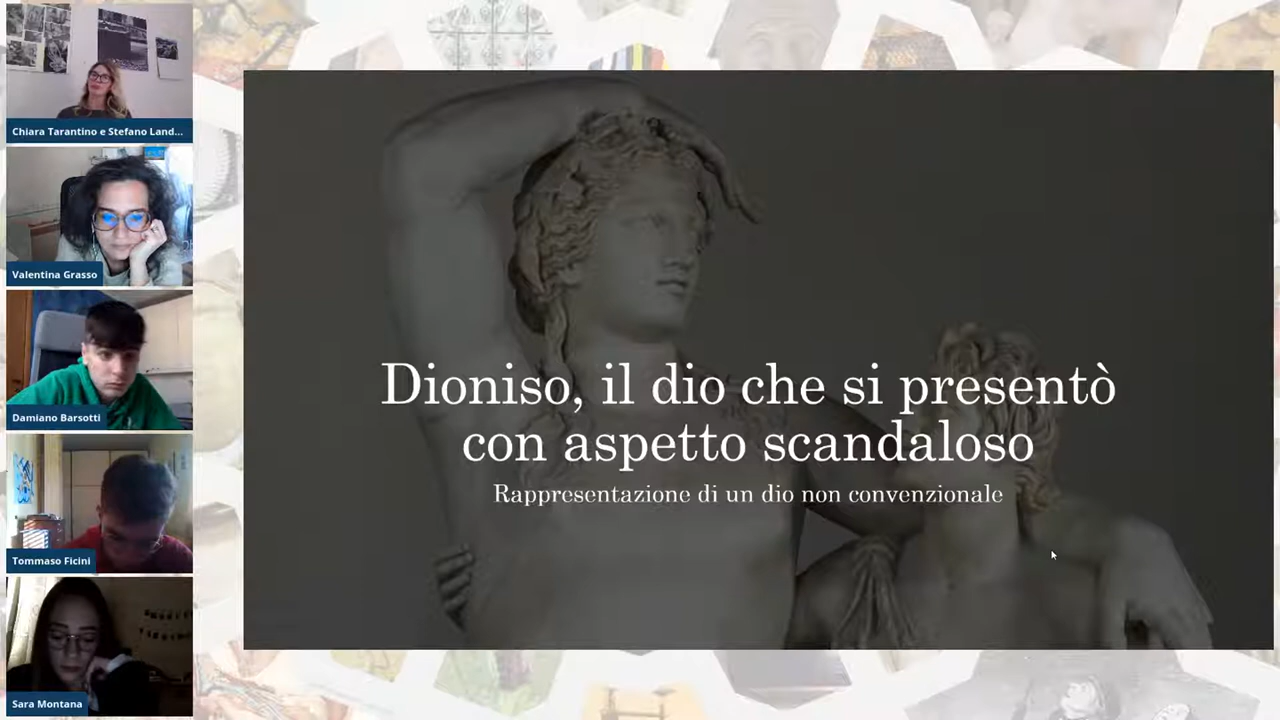 Chiara Tarantino e Stefano Land...
Valentina Grasso
Damiano Barsotti
Tommaso Ficini
Sara Montana
Dioniso, il dio che si presentò
con aspetto scandaloso
Rappresentazione di un dio non convenzionale